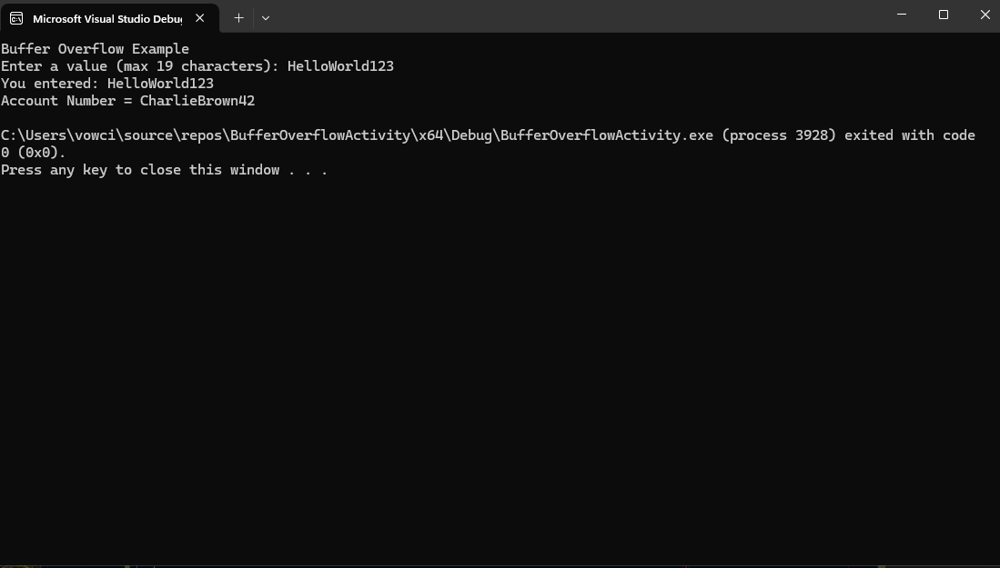 Microsoft Visual Studio Debug
Buffer Overflow Example
Enter a value (max 19 characters): HelloWorld123
You entered: HelloWorld123
Account Number = CharlieBrown42
C:\Users\vowci\source\repos\BufferOverflowActivity\x64\Debug\BufferOverflowActivity.exe (process 3928) exited with code
0 (0x0).
Press any key to close this window . . .